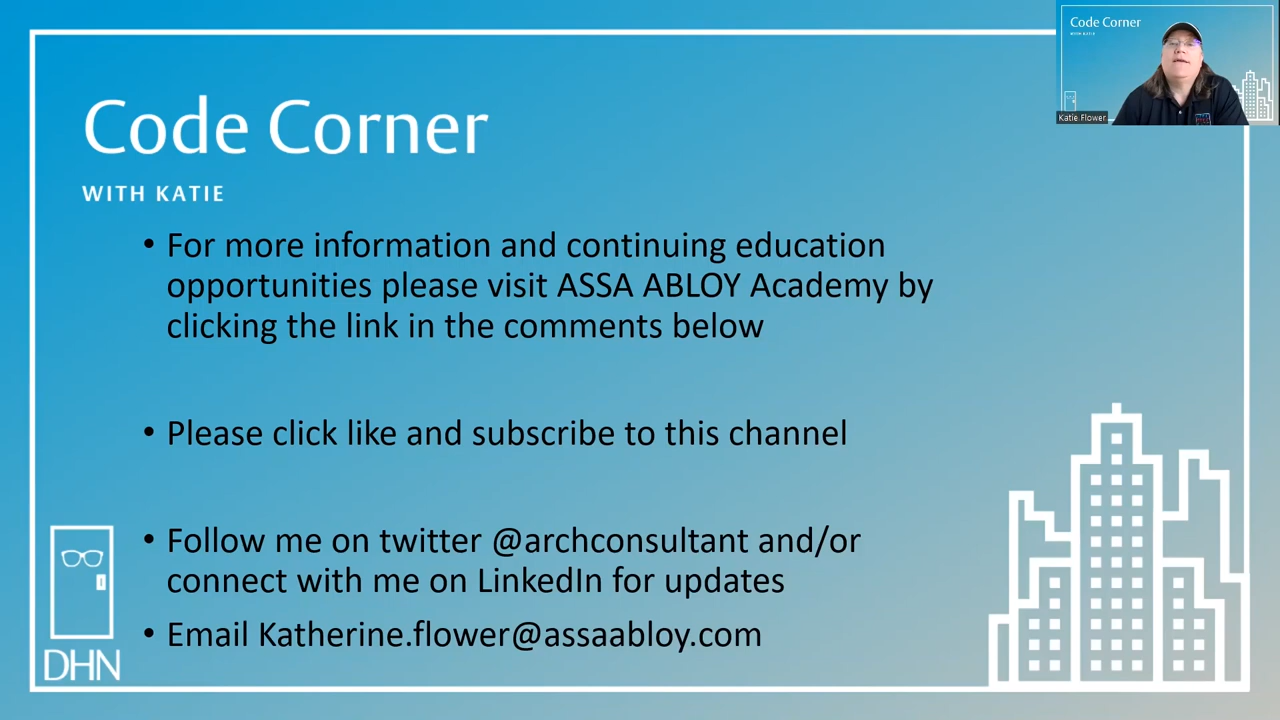 Code Corner
WITH KATIE
• For more information and continuing education
opportunities please visit ASSA ABLOY Academy by
clicking the link in the comments below
• Please click like and subscribe to this channel
• Follow me on twitter @archconsultant and/or
connect with me on LinkedIn for updates
• Email Katherine.flower@assaabloy.com
DHN
Code Corner
WITH KATIE
Katie Flower